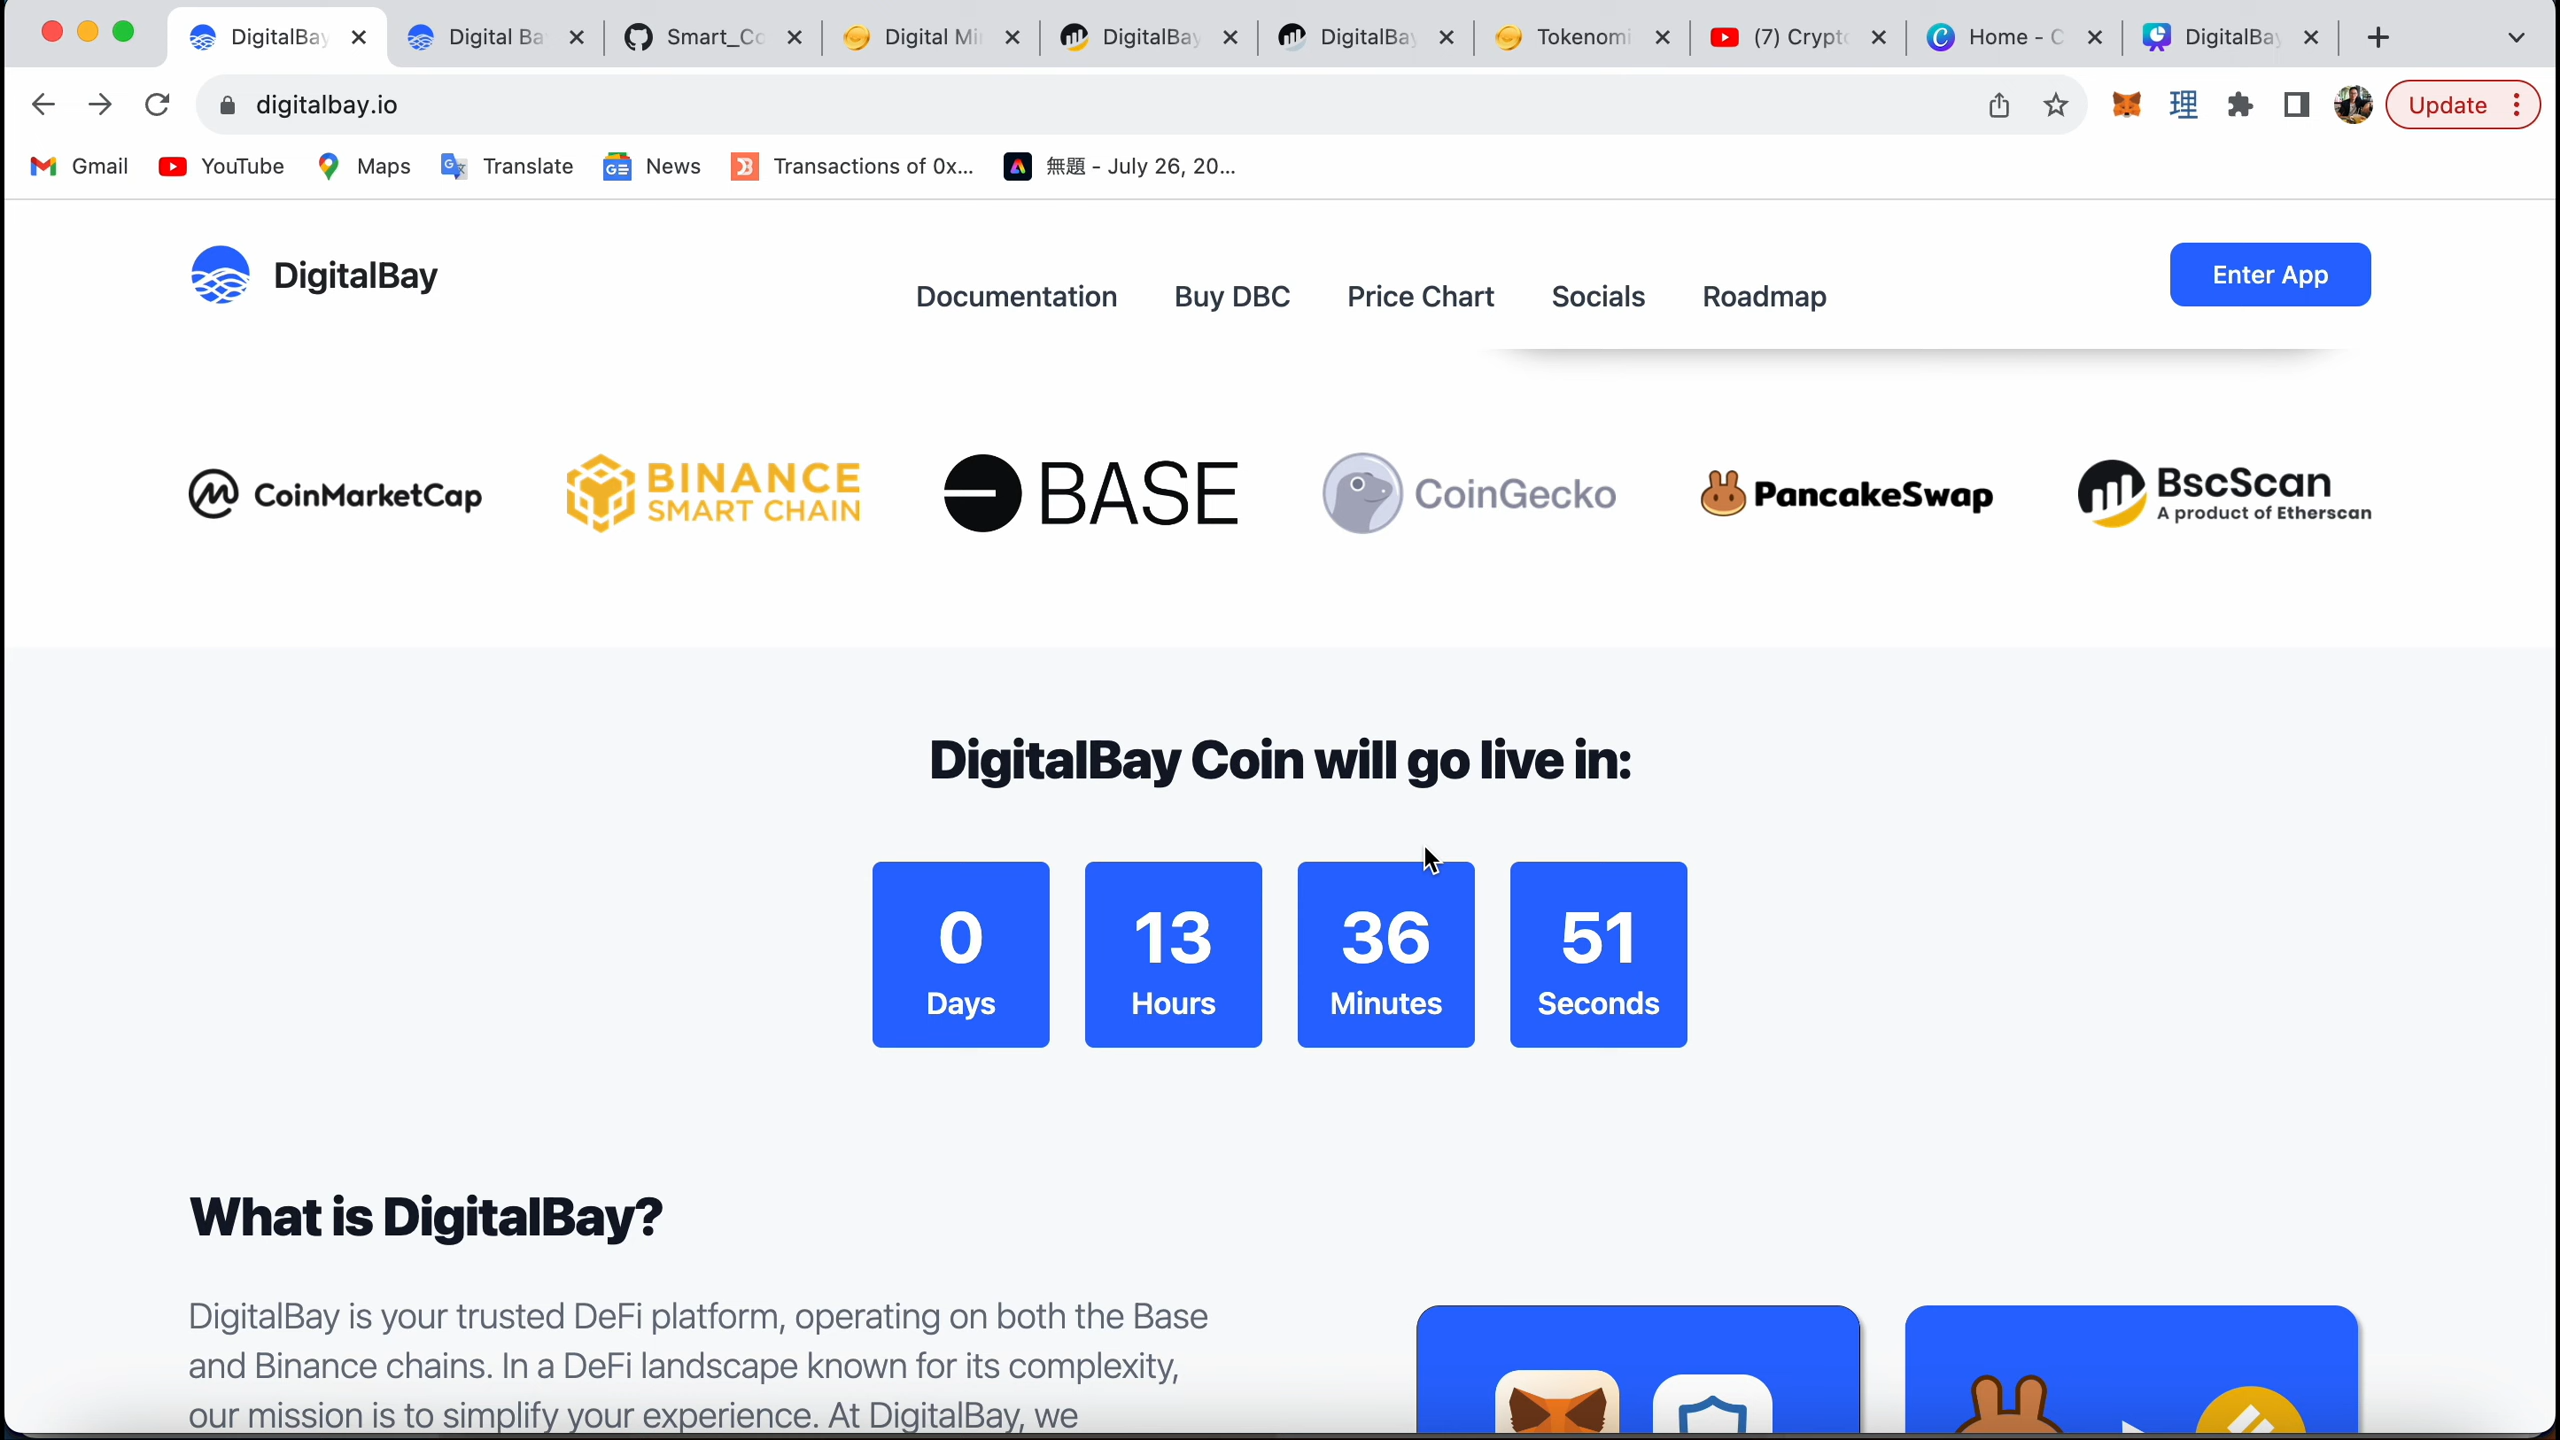 DigitalBay
Digital Ba
Smart_Co
Digital Mi
DigitalBay
DigitalBay
Tokenomi
(7) Crypto
Home - C
DigitalBay
digitalbay.io
Update
Gmail
YouTube
Maps
Translate
News
Transactions of 0x...
無題 - July 26, 20...
DigitalBay
Documentation
Buy DBC
Price Chart
Socials
Roadmap
Enter App
CoinMarketCap
BINANCE
SMART CHAIN
BASE
CoinGecko
PancakeSwap
BscScan
A product of Etherscan
DigitalBay Coin will go live in:
0
Days
13
Hours
36
Minutes
51
Seconds
What is DigitalBay?
DigitalBay is your trusted DeFi platform, operating on both the Base
and Binance chains. In a DeFi landscape known for its complexity,
our mission is to simplify your experience. At DigitalBay, we